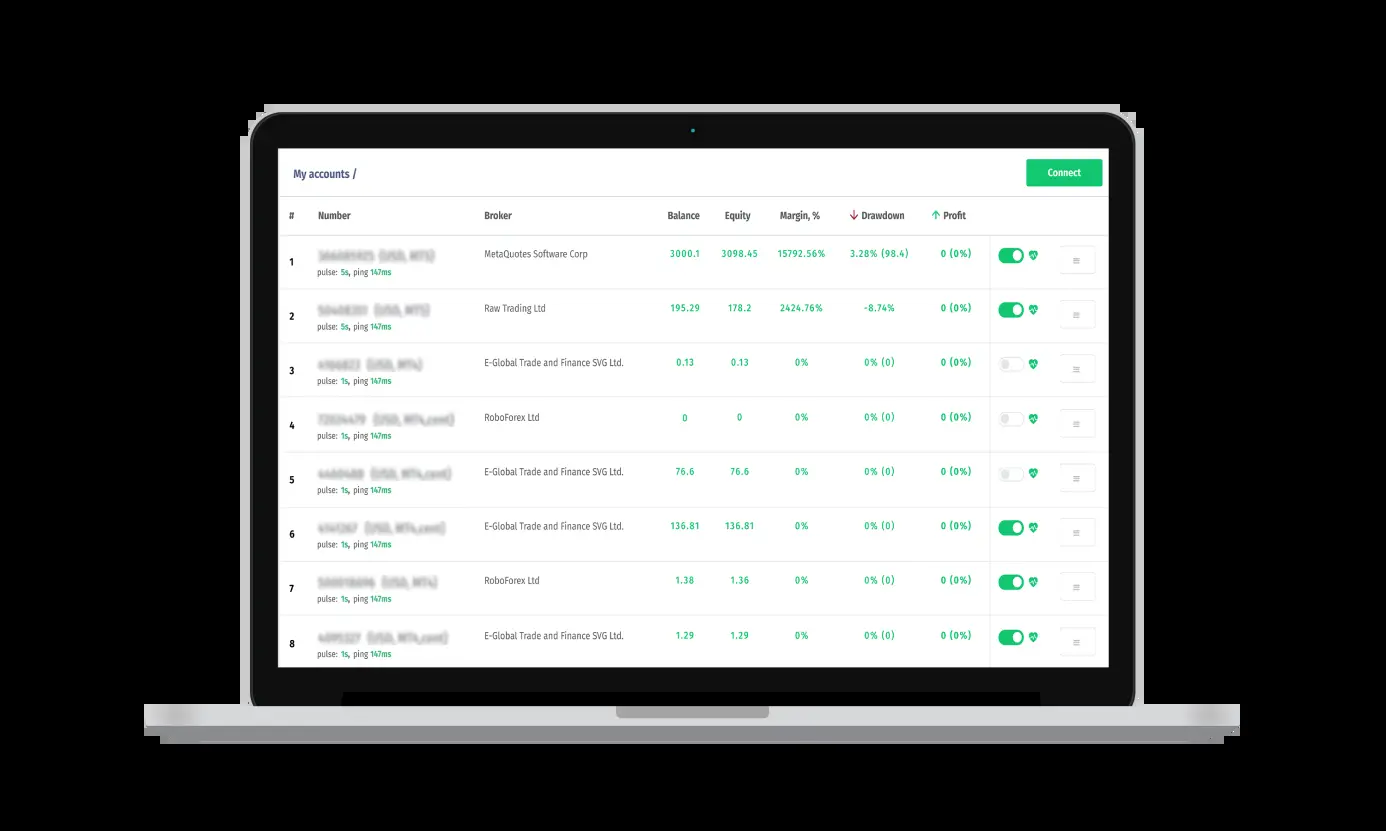 My accounts /
Connect
# Number Broker Balance Equity Margin, % Drawdown Profit
1 MetaQuotes Software Corp 3000.1 3098.45 15792.56% 3.28% (98.4) 0 (0%)
pulse: 5s, ping 147ms
2 Raw Trading Ltd 195.29 178.2 2424.76% -8.74% 0 (0%)
pulse: 5s, ping 147ms
3 E-Global Trade and Finance SVG Ltd. 0.13 0.13 0% 0% (0) 0 (0%)
pulse: 1s, ping 147ms
4 RoboForex Ltd 0 0 0% 0% (0) 0 (0%)
pulse: 1s, ping 147ms
5 E-Global Trade and Finance SVG Ltd. 76.6 76.6 0% 0% (0) 0 (0%)
pulse: 1s, ping 147ms
6 E-Global Trade and Finance SVG Ltd. 136.81 136.81 0% 0% (0) 0 (0%)
pulse: 1s, ping 147ms
7 RoboForex Ltd 1.38 1.36 0% 0% (0) 0 (0%)
pulse: 1s, ping 147ms
8 E-Global Trade and Finance SVG Ltd. 1.29 1.29 0% 0% (0) 0 (0%)
pulse: 1s, ping 147ms